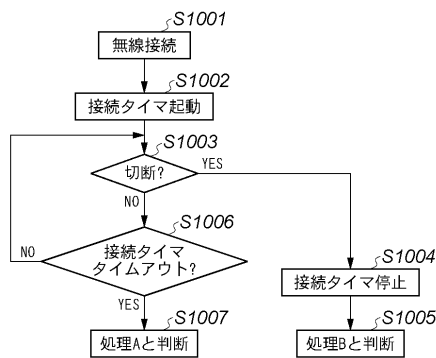 S1001
無線接続
S1002
接続タイマ起動
S1003
切断?
YES
NO
S1006
接続タイマ
タイムアウト?
NO
YES
S1004
接続タイマ停止
S1007
処理Aと判断
S1005
処理Bと判断